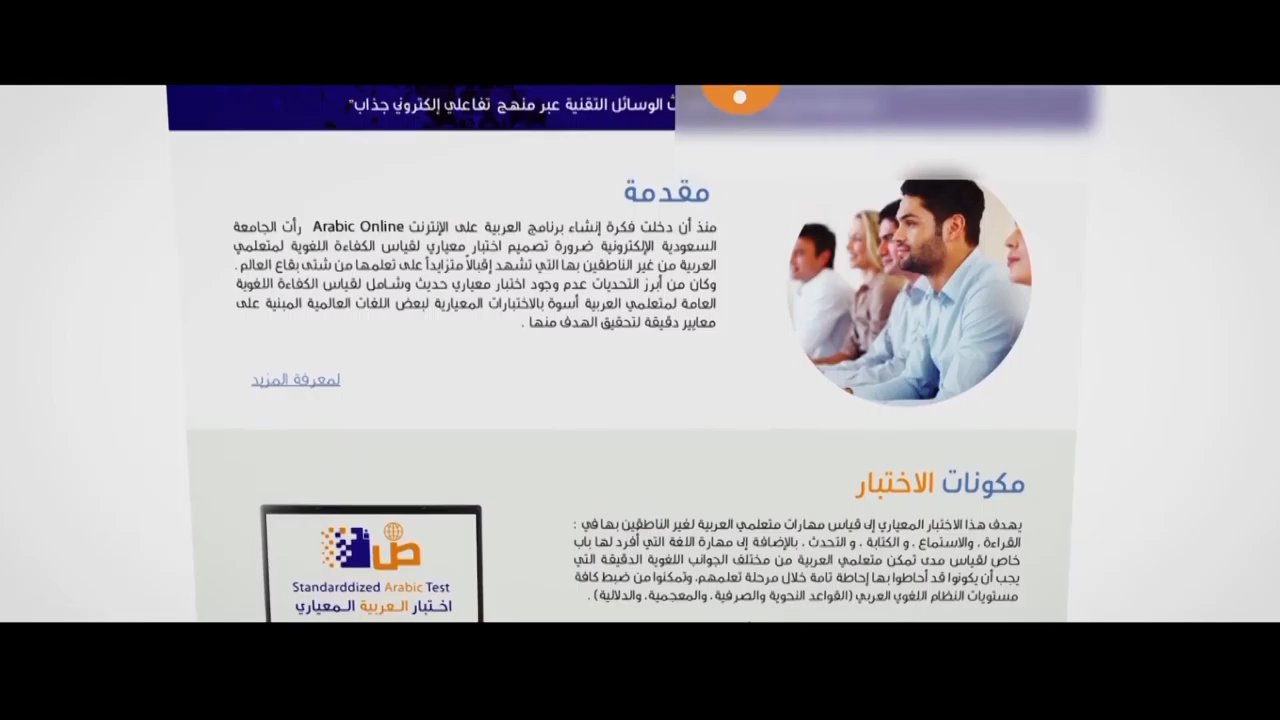 الوسائل التقنية عبر منهج تفاعلي إلكتروني جذاب"
مقدمة
منذ أن دخلت فكرة إنشاء برنامج العربية على الإنترنت Arabic Online رأت الجامعة
السعودية الإلكترونية ضرورة تصميم اختبار معياري لقياس الكفاءة اللغوية لمتعلمي
العربية من غير الناطقين بها التي تشهد إقبالاً متزايداً على تعلمها من شتى بقاع العالم .
وكان من أبرز التحديات عدم وجود اختبار معياري حديث وشامل لقياس الكفاءة اللغوية
العامة لمتعلمي العربية أسوة بالاختبارات المعيارية لبعض اللغات العالمية المبنية على
معايير دقيقة لتحقيق الهدف منها .
لمعرفة المزيد
مكونات الاختبار
يهدف هذا الاختبار المعياري إلى قياس مهارات متعلمي العربية لغير الناطقين بها في :
القراءة ، والاستماع ، و الكتابة ، و التحدث ، بالإضافة إلى مهارة اللغة التي أفرد لها باب
خاص لقياس مدى تمكن متعلمي العربية من مختلف الجوانب اللغوية الدقيقة التي
يجب أن يكونوا قد أحاطوا بها إحاطة تامة خلال مرحلة تعلمهم، وتمكنوا من ضبط كافة
مستويات النظام اللغوي العربي (القواعد النحوية والصرفية ، والمعجمية، والدلالية) .
ض
Standarddized Arabic Test
اختبار العربية المعياري